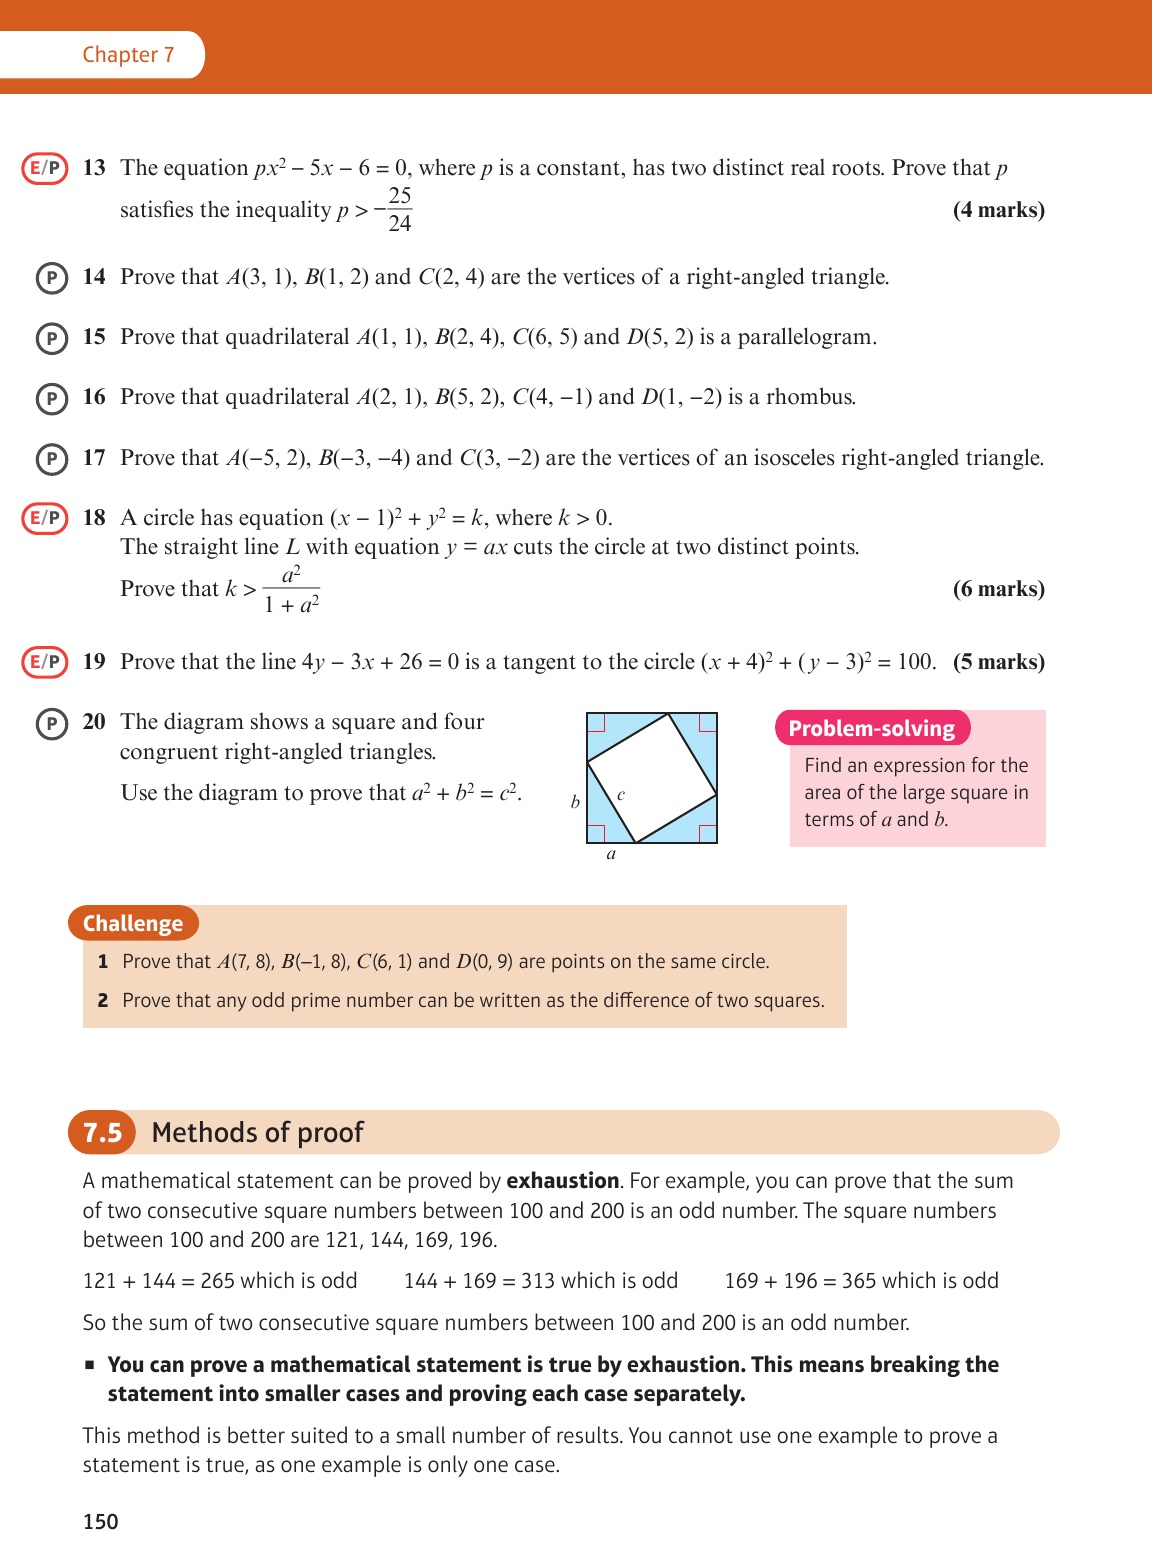 Chapter 7
E/P 13 The equation px² − 5x − 6 = 0, where p is a constant, has two distinct real roots. Prove that p
satisfies the inequality p > −25/24 (4 marks)
P 14 Prove that A(3, 1), B(1, 2) and C(2, 4) are the vertices of a right-angled triangle.
P 15 Prove that quadrilateral A(1, 1), B(2, 4), C(6, 5) and D(5, 2) is a parallelogram.
P 16 Prove that quadrilateral A(2, 1), B(5, 2), C(4, −1) and D(1, −2) is a rhombus.
P 17 Prove that A(−5, 2), B(−3, −4) and C(3, −2) are the vertices of an isosceles right-angled triangle.
E/P 18 A circle has equation (x − 1)² + y² = k, where k > 0.
The straight line L with equation y = ax cuts the circle at two distinct points.
Prove that k > a²/(1 + a²) (6 marks)
E/P 19 Prove that the line 4y − 3x + 26 = 0 is a tangent to the circle (x + 4)² + (y − 3)² = 100. (5 marks)
P 20 The diagram shows a square and four
congruent right-angled triangles.
Use the diagram to prove that a² + b² = c².
b
c
a
Problem-solving
Find an expression for the
area of the large square in
terms of a and b.
Challenge
1 Prove that A(7, 8), B(−1, 8), C(6, 1) and D(0, 9) are points on the same circle.
2 Prove that any odd prime number can be written as the difference of two squares.
7.5 Methods of proof
A mathematical statement can be proved by exhaustion. For example, you can prove that the sum
of two consecutive square numbers between 100 and 200 is an odd number. The square numbers
between 100 and 200 are 121, 144, 169, 196.
121 + 144 = 265 which is odd 144 + 169 = 313 which is odd 169 + 196 = 365 which is odd
So the sum of two consecutive square numbers between 100 and 200 is an odd number.
■ You can prove a mathematical statement is true by exhaustion. This means breaking the
statement into smaller cases and proving each case separately.
This method is better suited to a small number of results. You cannot use one example to prove a
statement is true, as one example is only one case.
150